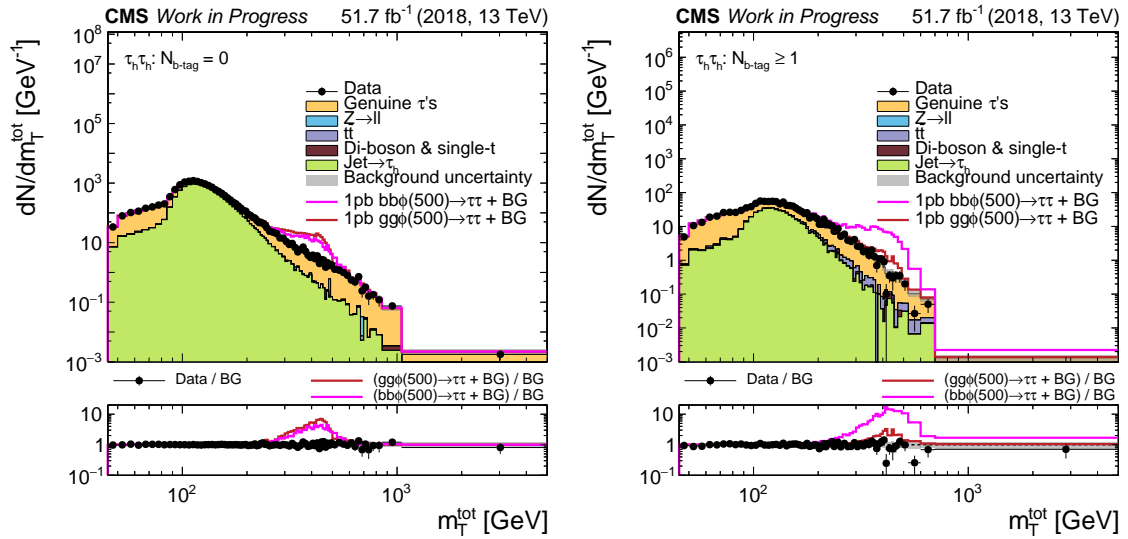 CMS Work in Progress 51.7 fb⁻¹ (2018, 13 TeV)
τₕτₕ: N_b-tag = 0
Data
Genuine τ's
Z→ll
tt̄
Di-boson & single-t
Jet→τₕ
Background uncertainty
1pb bbϕ(500)→ττ + BG
1pb ggϕ(500)→ττ + BG
dN/dm_T^tot [GeV⁻¹]
10⁸
10⁷
10⁵
10³
10
10⁻¹
10⁻³
Data / BG
(ggϕ(500)→ττ + BG) / BG
(bbϕ(500)→ττ + BG) / BG
10
1
10⁻¹
10² 10³
m_T^tot [GeV]
CMS Work in Progress 51.7 fb⁻¹ (2018, 13 TeV)
τₕτₕ: N_b-tag ≥ 1
Data
Genuine τ's
Z→ll
tt̄
Di-boson & single-t
Jet→τₕ
Background uncertainty
1pb bbϕ(500)→ττ + BG
1pb ggϕ(500)→ττ + BG
dN/dm_T^tot [GeV⁻¹]
10⁶
10⁵
10⁴
10³
10²
10
1
10⁻¹
10⁻²
10⁻³
Data / BG
(ggϕ(500)→ττ + BG) / BG
(bbϕ(500)→ττ + BG) / BG
10
1
10⁻¹
10² 10³
m_T^tot [GeV]